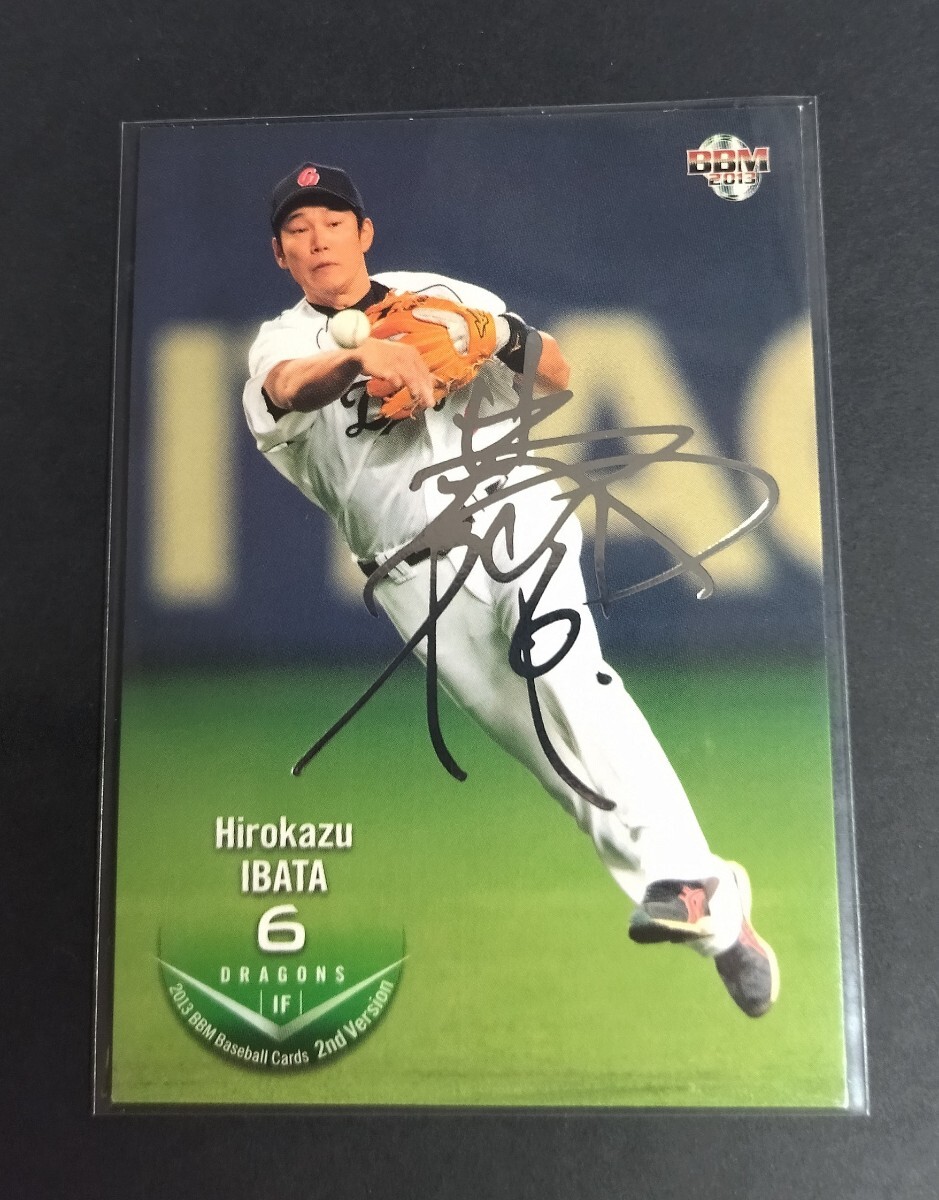 BBM
2013
Hirokazu
IBATA
6
DRAGONS
IF
2013 BBM Baseball Cards 2nd Version